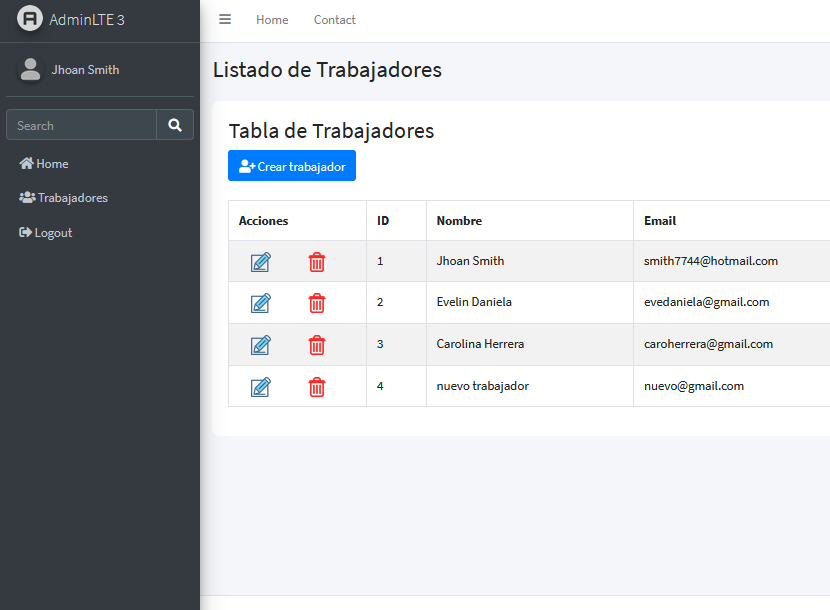 AdminLTE 3
Jhoan Smith
Search
Home
Trabajadores
Logout
Home Contact
Listado de Trabajadores
Tabla de Trabajadores
Crear trabajador
Acciones ID Nombre Email
1 Jhoan Smith smith7744@hotmail.com
2 Evelin Daniela evedaniela@gmail.com
3 Carolina Herrera caroherrera@gmail.com
4 nuevo trabajador nuevo@gmail.com